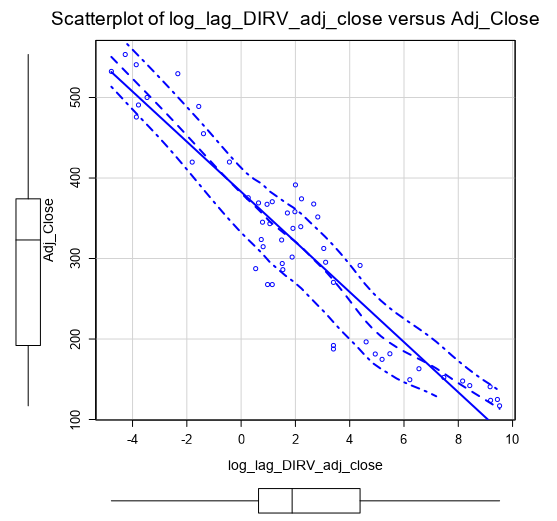 Scatterplot of log_lag_DIRV_adj_close versus Adj_Close
500
400
300
200
100
Adj_Close
-4 -2 0 2 4 6 8 10
log_lag_DIRV_adj_close